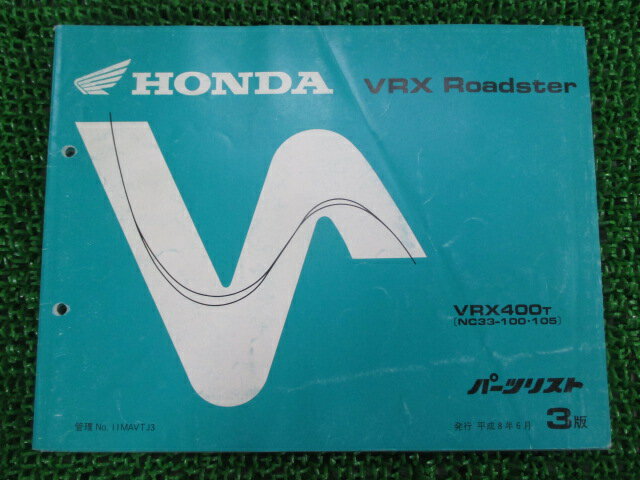 HONDA VRX Roadster
VRX400T
[NC33-100・105]
パーツリスト
管理 No. 11MAVTJ3 発行 平成8年6月 3版